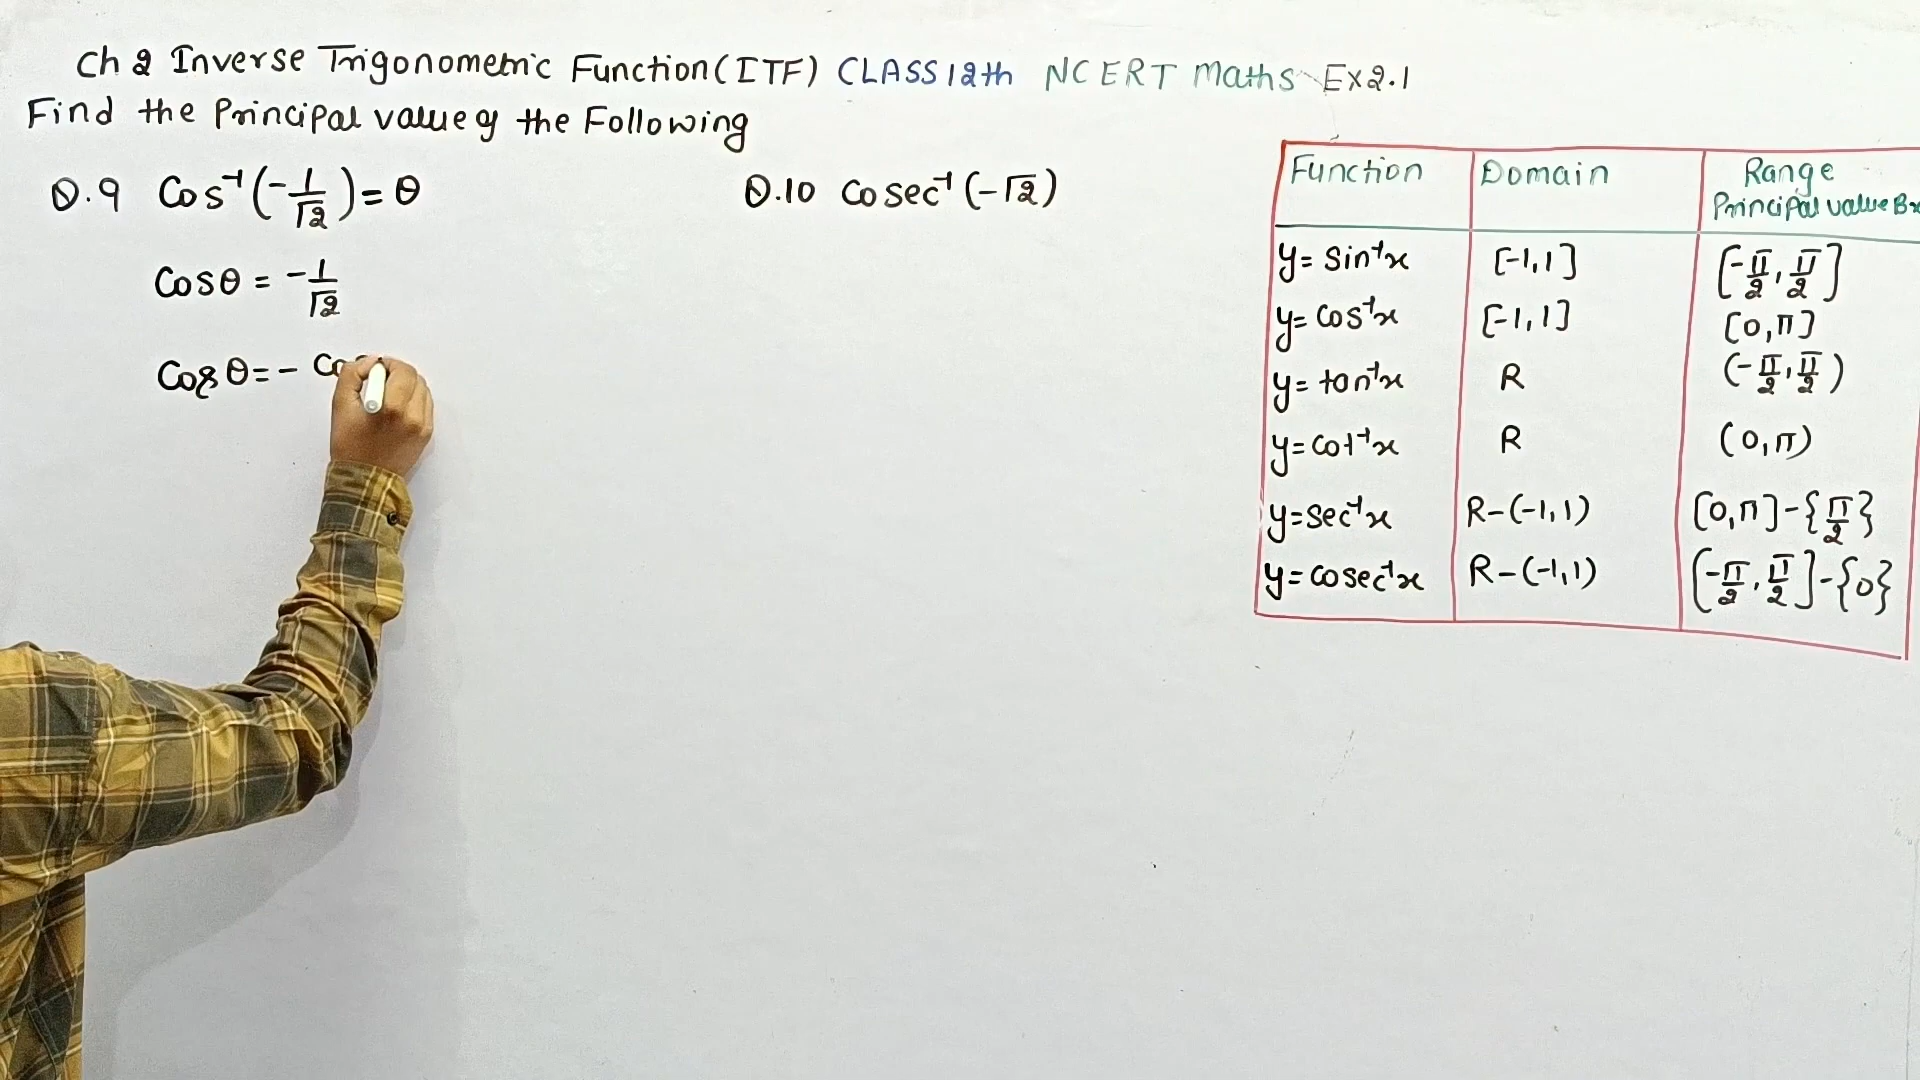 Ch 2 Inverse Trigonometric Function (ITF) CLASS 12th NCERT Maths Ex 2.1
Find the Principal value of the Following
Q.9 Cos⁻¹(-1/√2) = θ
Q.10 Cosec⁻¹(-√2)
Cosθ = -1/√2
Cos θ = - Cos
Function Domain Range
Principal value
y = Sin⁻¹x [-1,1] [-π/2, π/2]
y = Cos⁻¹x [-1,1] [0,π]
y = tan⁻¹x R (-π/2, π/2)
y = cot⁻¹x R (0,π)
y = sec⁻¹x R-(-1,1) [0,π]-{π/2}
y = cosec⁻¹x R-(-1,1) [-π/2, π/2]-{0}